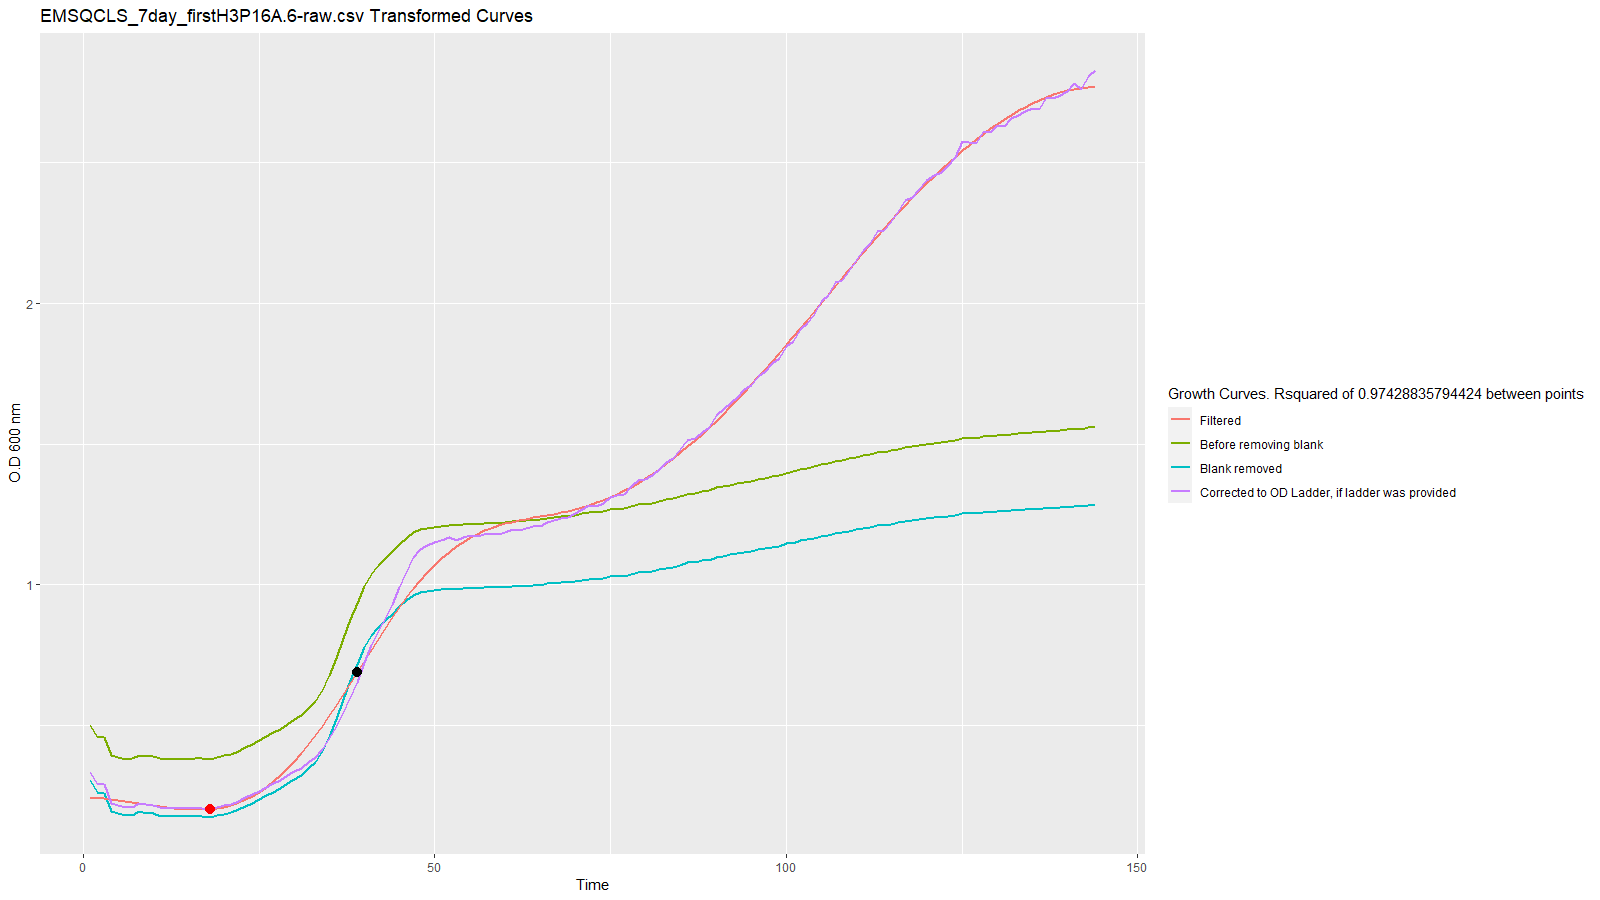 EMSQCLS_7day_firstH3P16A.6-raw.csv Transformed Curves
O.D 600 nm
2
1
0
50
100
150
Time
Growth Curves. Rsquared of 0.97428835794424 between points
Filtered
Before removing blank
Blank removed
Corrected to OD Ladder, if ladder was provided